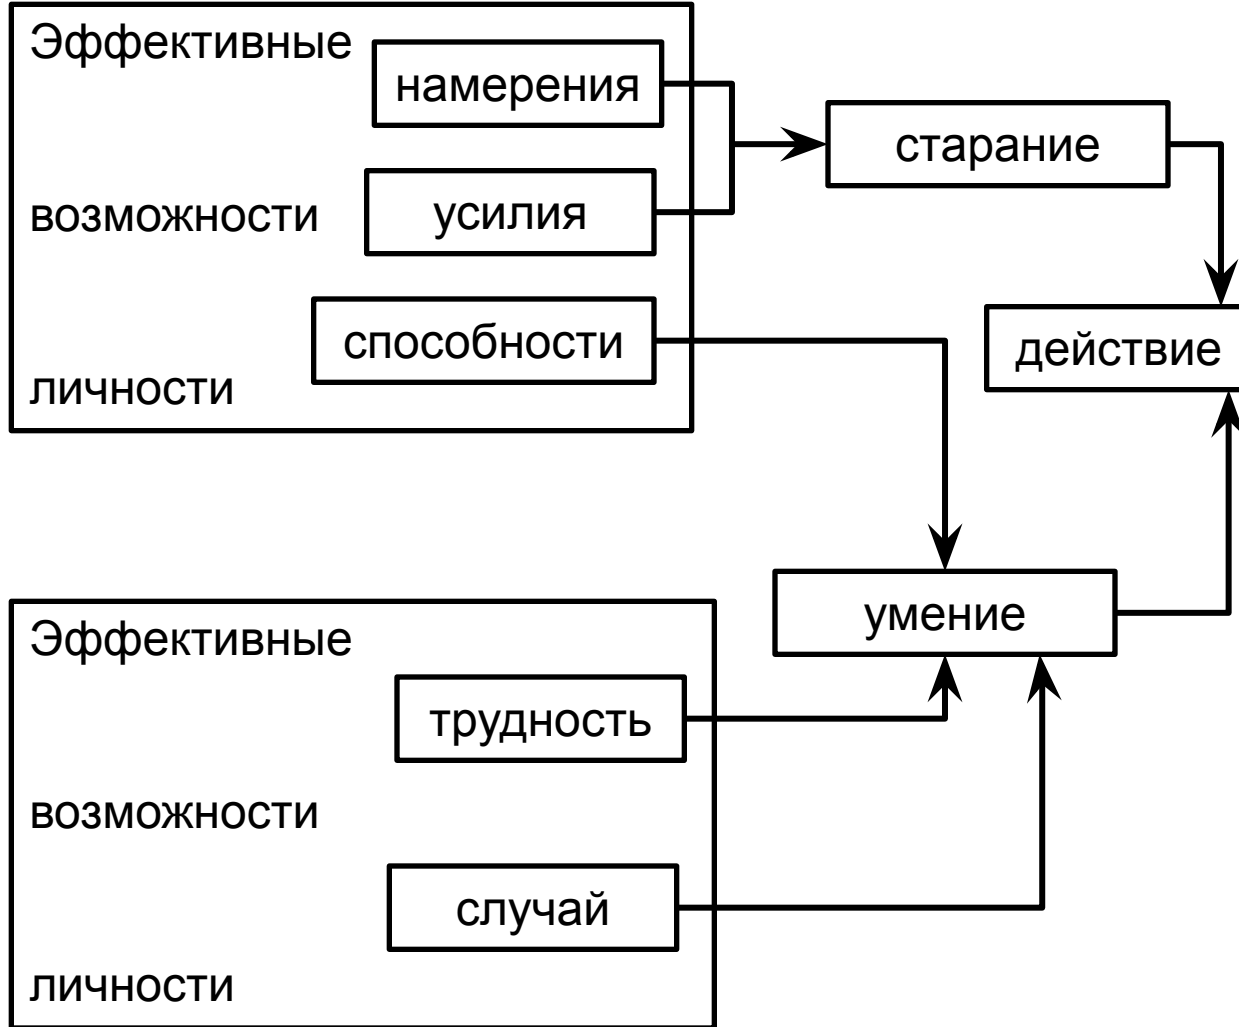 Эффективные
намерения
старание
возможности
усилия
способности
действие
личности
умение
Эффективные
трудность
возможности
случай
личности